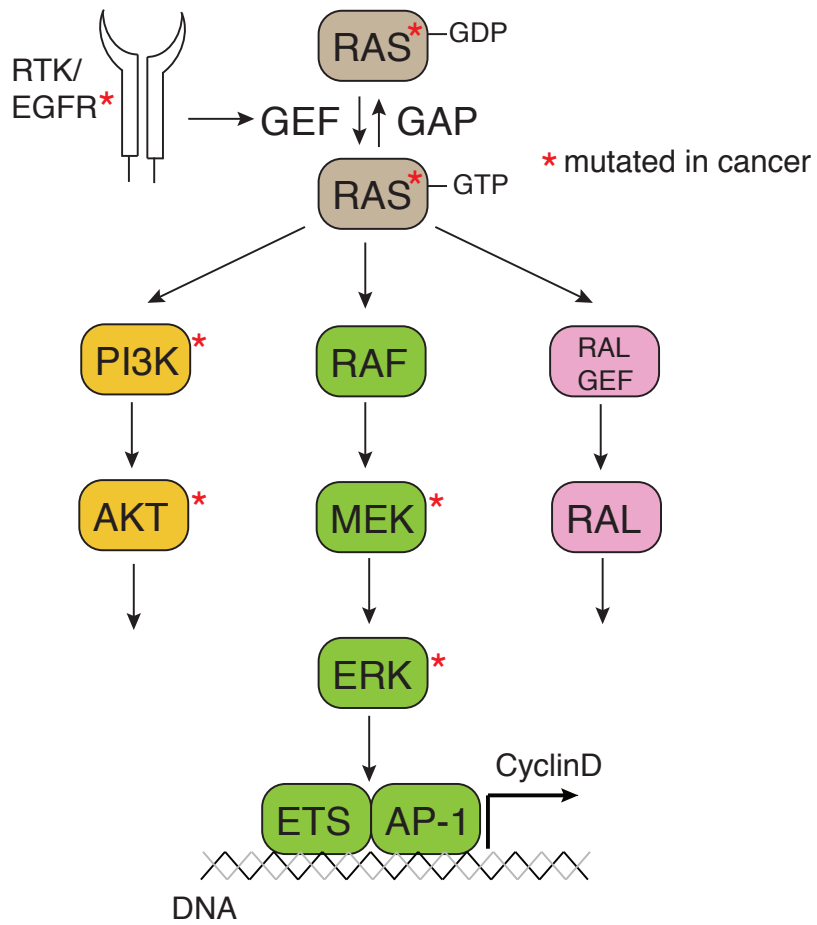 RAS*
GDP
RTK/
EGFR*
GEF
GAP
* mutated in cancer
RAS*
GTP
PI3K*
RAF
RAL
GEF
AKT*
MEK*
RAL
ERK*
CyclinD
ETS
AP-1
DNA